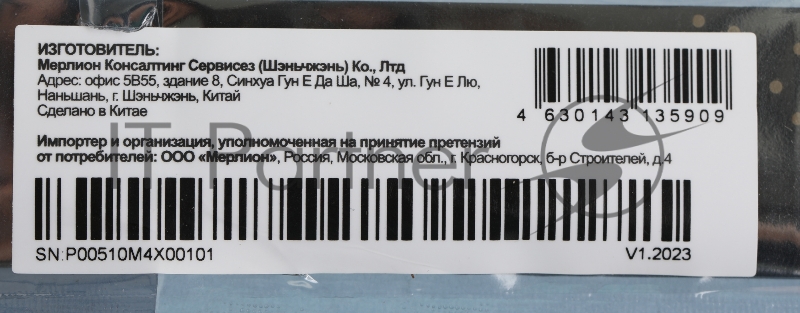 ИЗГОТОВИТЕЛЬ:
Мерлион Консалтинг Сервисез (Шэньчжэнь) Ко., Лтд
Адрес: офис 5B55, здание 8, Синхуа Гун Е Да Ша, № 4, ул. Гун Е Лю,
Наньшань, г. Шэньчжэнь, Китай
Сделано в Китае
4 630143 135909
Импортер и организация, уполномоченная на принятие претензий
от потребителей: ООО «Мерлион», Россия, Московская обл., г. Красногорск, б-р Строителей, д.4
IT Partner
SN:P00510M4X00101
V1.2023